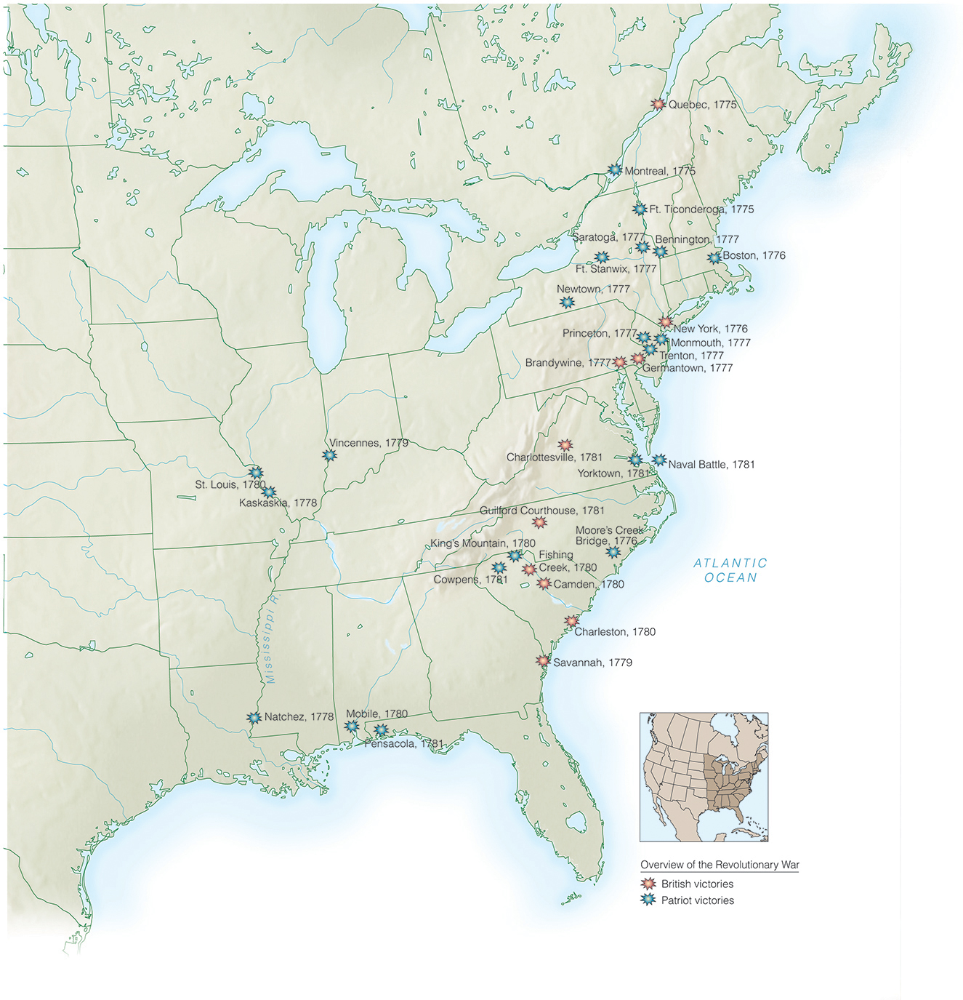 Quebec, 1775
Montreal, 1775
Ft. Ticonderoga, 1775
Saratoga, 1777
Bennington, 1777
Boston, 1776
Ft. Stanwix, 1777
Newtown, 1777
New York, 1776
Princeton, 1777
Monmouth, 1777
Trenton, 1777
Brandywine, 1777
Germantown, 1777
Vincennes, 1779
Charlottesville, 1781
Naval Battle, 1781
Yorktown, 1781
St. Louis, 1780
Kaskaskia, 1778
Guilford Courthouse, 1781
Moore's Creek
Bridge, 1776
King's Mountain, 1780
Fishing
Creek, 1780
Cowpens, 1781
Camden, 1780
ATLANTIC
OCEAN
Mississippi R.
Charleston, 1780
Savannah, 1779
Natchez, 1778
Mobile, 1780
Pensacola, 1781
Overview of the Revolutionary War
British victories
Patriot victories